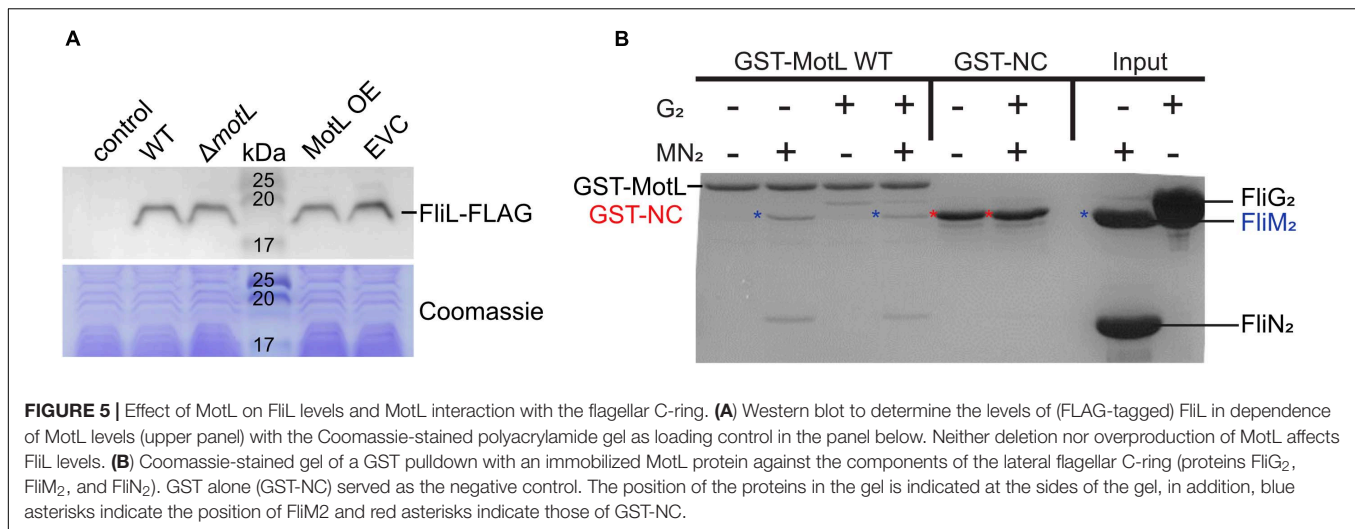 A
control
WT
ΔmotL
kDa
MotL OE
EVC
25
20
17
FliL-FLAG
25
20
17
Coomassie
B
GST-MotL WT GST-NC Input
G₂ - - + + - + - +
MN₂ - + - + - + + -
GST-MotL
GST-NC
* * * * *
FliG₂
FliM₂
FliN₂
FIGURE 5 | Effect of MotL on FliL levels and MotL interaction with the flagellar C-ring. (A) Western blot to determine the levels of (FLAG-tagged) FliL in dependence
of MotL levels (upper panel) with the Coomassie-stained polyacrylamide gel as loading control in the panel below. Neither deletion nor overproduction of MotL affects
FliL levels. (B) Coomassie-stained gel of a GST pulldown with an immobilized MotL protein against the components of the lateral flagellar C-ring (proteins FliG₂,
FliM₂, and FliN₂). GST alone (GST-NC) served as the negative control. The position of the proteins in the gel is indicated at the sides of the gel, in addition, blue
asterisks indicate the position of FliM2 and red asterisks indicate those of GST-NC.